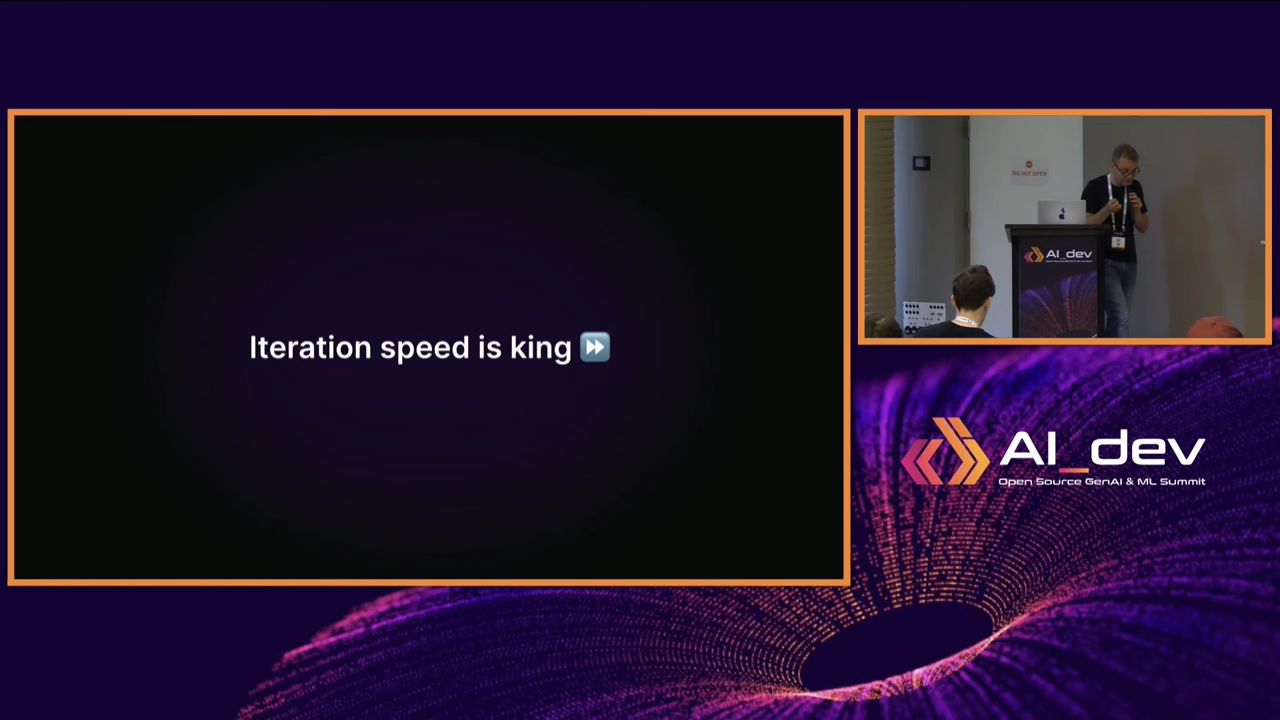 Iteration speed is king ⏩
DO NOT OPEN
AI_dev
AI_dev
Open Source GenAI & ML Summit